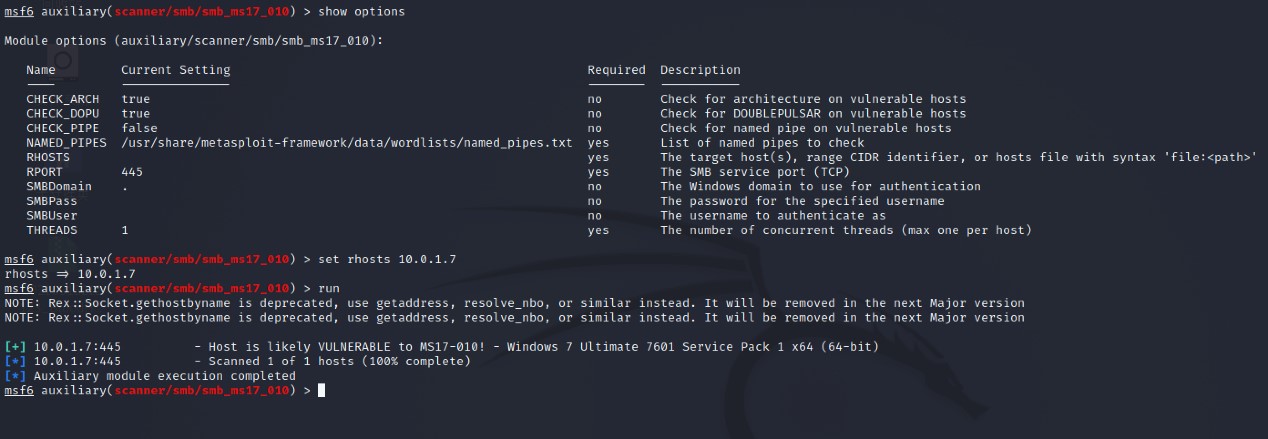 msf6 auxiliary(scanner/smb/smb_ms17_010) > show options
Module options (auxiliary/scanner/smb/smb_ms17_010):
Name Current Setting Required Description
CHECK_ARCH true no Check for architecture on vulnerable hosts
CHECK_DOPU true no Check for DOUBLEPULSAR on vulnerable hosts
CHECK_PIPE false no Check for named pipe on vulnerable hosts
NAMED_PIPES /usr/share/metasploit-framework/data/wordlists/named_pipes.txt yes List of named pipes to check
RHOSTS yes The target host(s), range CIDR identifier, or hosts file with syntax 'file:<path>'
RPORT 445 yes The SMB service port (TCP)
SMBDomain . no The Windows domain to use for authentication
SMBPass no The password for the specified username
SMBUser no The username to authenticate as
THREADS 1 yes The number of concurrent threads (max one per host)
msf6 auxiliary(scanner/smb/smb_ms17_010) > set rhosts 10.0.1.7
rhosts ⇒ 10.0.1.7
msf6 auxiliary(scanner/smb/smb_ms17_010) > run
NOTE: Rex::Socket.gethostbyname is deprecated, use getaddress, resolve_nbo, or similar instead. It will be removed in the next Major version
NOTE: Rex::Socket.gethostbyname is deprecated, use getaddress, resolve_nbo, or similar instead. It will be removed in the next Major version
[+] 10.0.1.7:445 - Host is likely VULNERABLE to MS17-010! - Windows 7 Ultimate 7601 Service Pack 1 x64 (64-bit)
[*] 10.0.1.7:445 - Scanned 1 of 1 hosts (100% complete)
[*] Auxiliary module execution completed
msf6 auxiliary(scanner/smb/smb_ms17_010) >